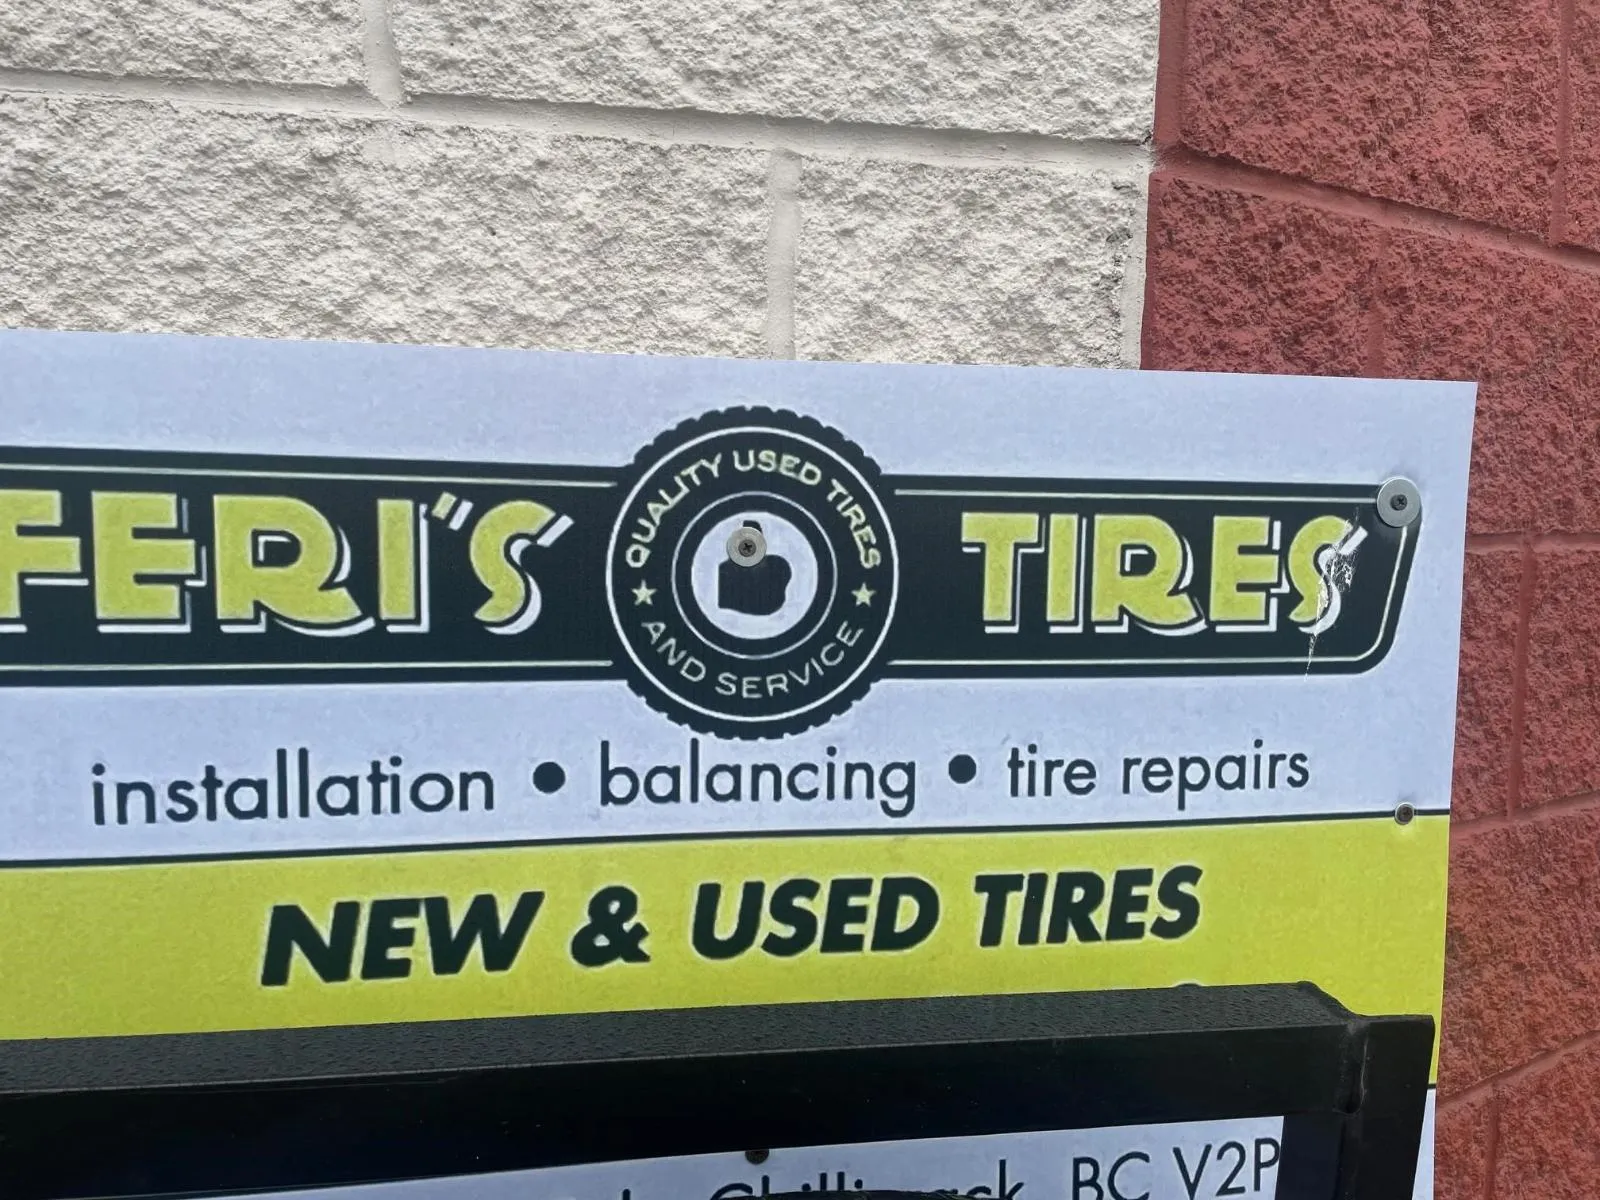 FERI'S
QUALITY USED TIRES
AND SERVICE
TIRES
installation • balancing • tire repairs
NEW & USED TIRES
BC V2P